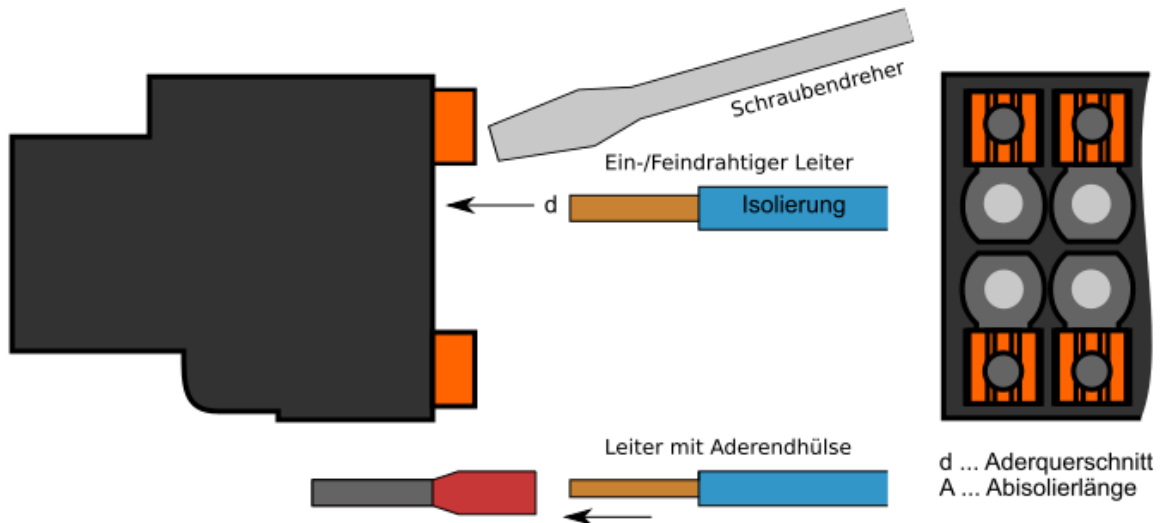 Schraubendreher
Ein-/Feindrahtiger Leiter
d
Isolierung
Leiter mit Aderendhülse
d ... Aderquerschnitt
A ... Abisolierlänge